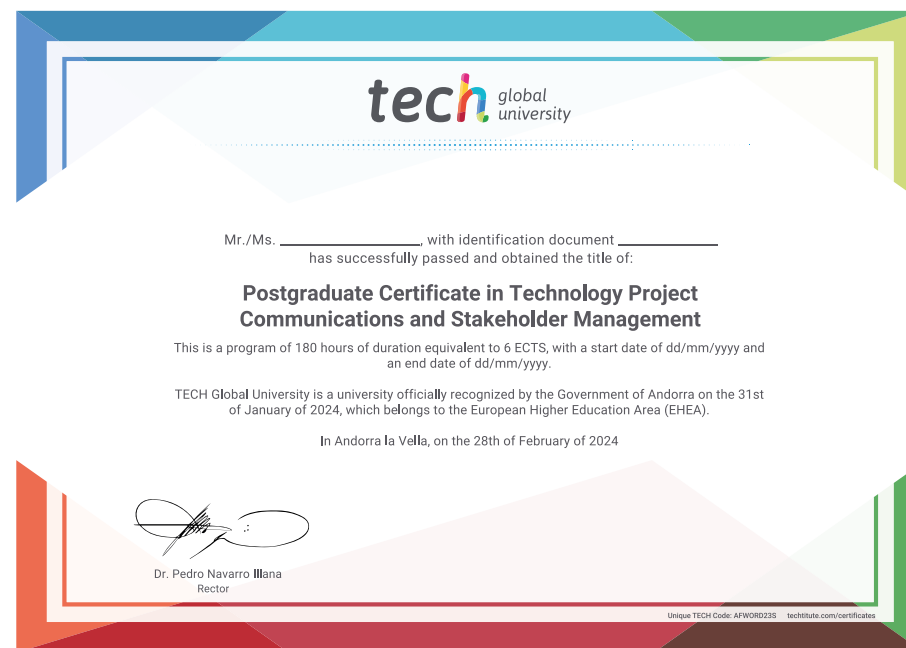 tech global
university
Mr./Ms. ____________________, with identification document ______________
has successfully passed and obtained the title of:
Postgraduate Certificate in Technology Project
Communications and Stakeholder Management
This is a program of 180 hours of duration equivalent to 6 ECTS, with a start date of dd/mm/yyyy and
an end date of dd/mm/yyyy.
TECH Global University is a university officially recognized by the Government of Andorra on the 31st
of January of 2024, which belongs to the European Higher Education Area (EHEA).
In Andorra la Vella, on the 28th of February of 2024
Dr. Pedro Navarro Illana
Rector
Unique TECH Code: AFWORD23S techtitute.com/certificates